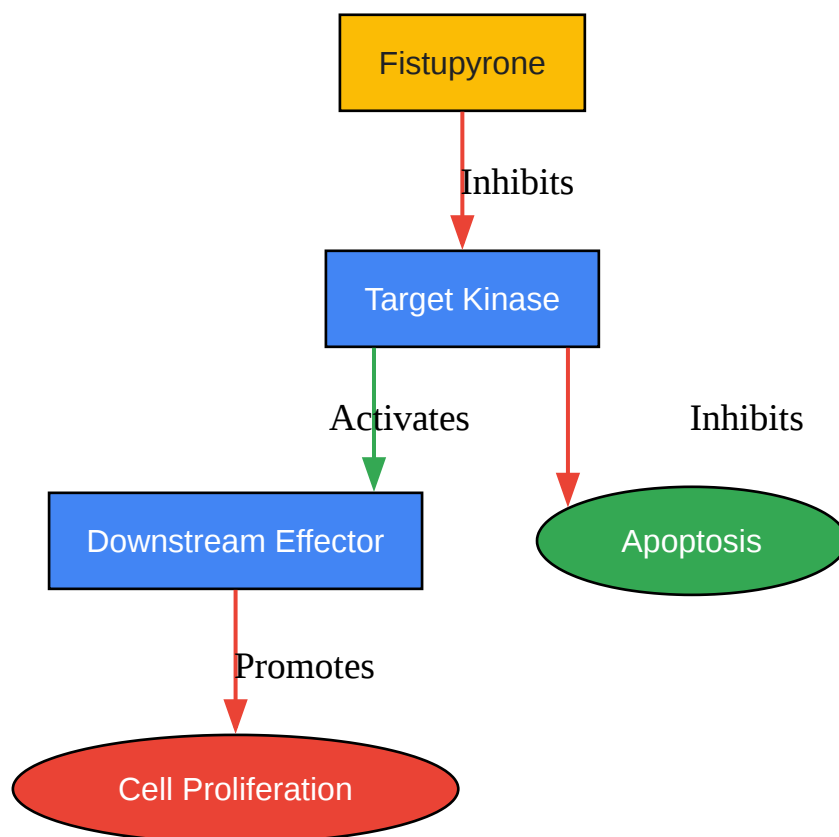 Fistupyrone
Inhibits
Target Kinase
Activates
Inhibits
Downstream Effector
Apoptosis
Promotes
Cell Proliferation